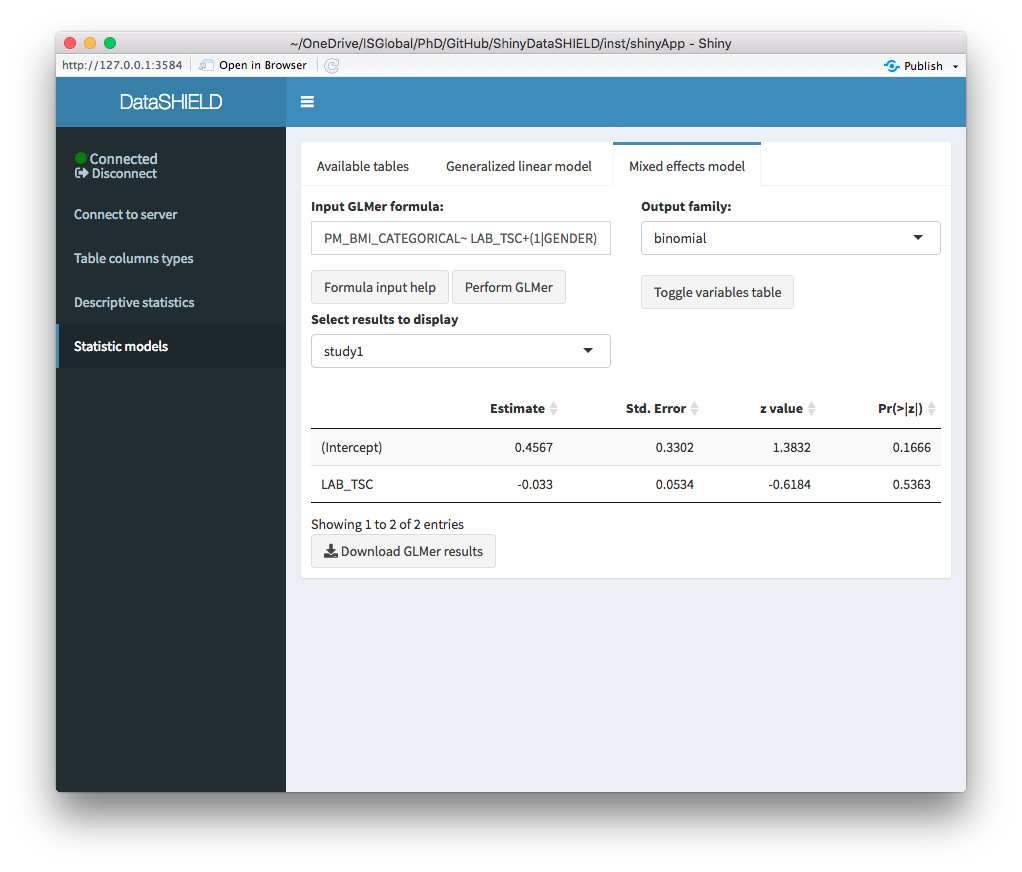 ~/OneDrive/ISGlobal/PhD/GitHub/ShinyDataSHIELD/inst/shinyApp - Shiny
http://127.0.0.1:3584 Open in Browser Publish
DataSHIELD
Connected
Disconnect
Connect to server
Table columns types
Descriptive statistics
Statistic models
Available tables Generalized linear model Mixed effects model
Input GLMer formula: Output family:
PM_BMI_CATEGORICAL~ LAB_TSC+(1|GENDER) binomial
Formula input help Perform GLMer Toggle variables table
Select results to display
study1
Estimate Std. Error z value Pr(>|z|)
(Intercept) 0.4567 0.3302 1.3832 0.1666
LAB_TSC -0.033 0.0534 -0.6184 0.5363
Showing 1 to 2 of 2 entries
Download GLMer results